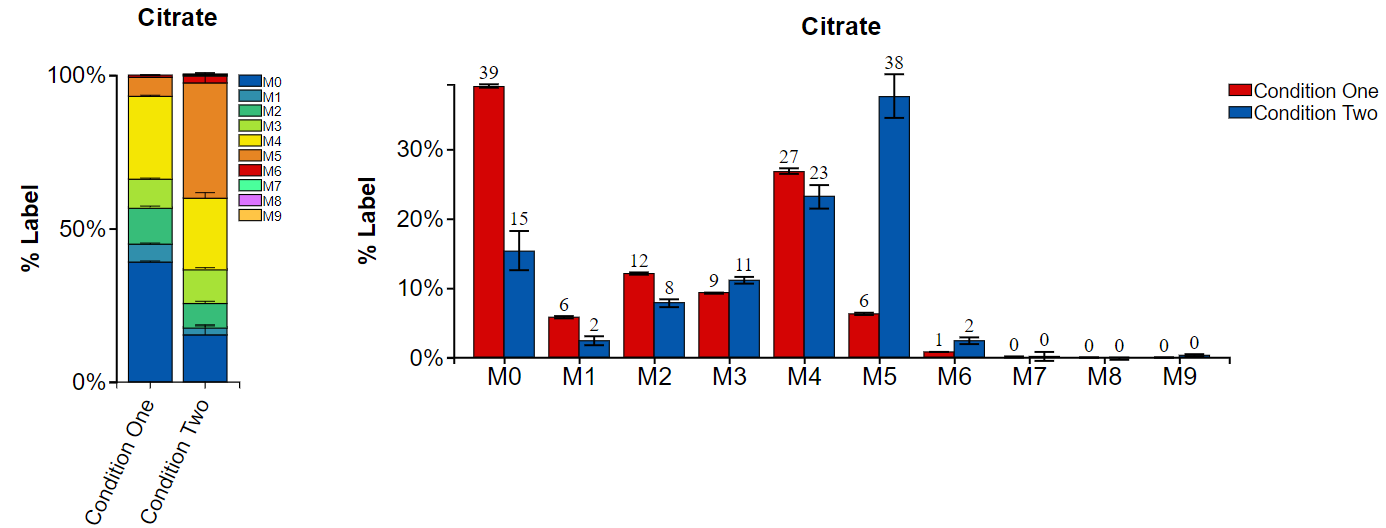 Citrate
100%
50%
0%
% Label
Condition One
Condition Two
M0
M1
M2
M3
M4
M5
M6
M7
M8
M9
Citrate
% Label
30%
20%
10%
0%
39 15 6 2 12 8 9 11 27 23 6 38 1 2 0 0 0 0 0 0
M0 M1 M2 M3 M4 M5 M6 M7 M8 M9
Condition One
Condition Two